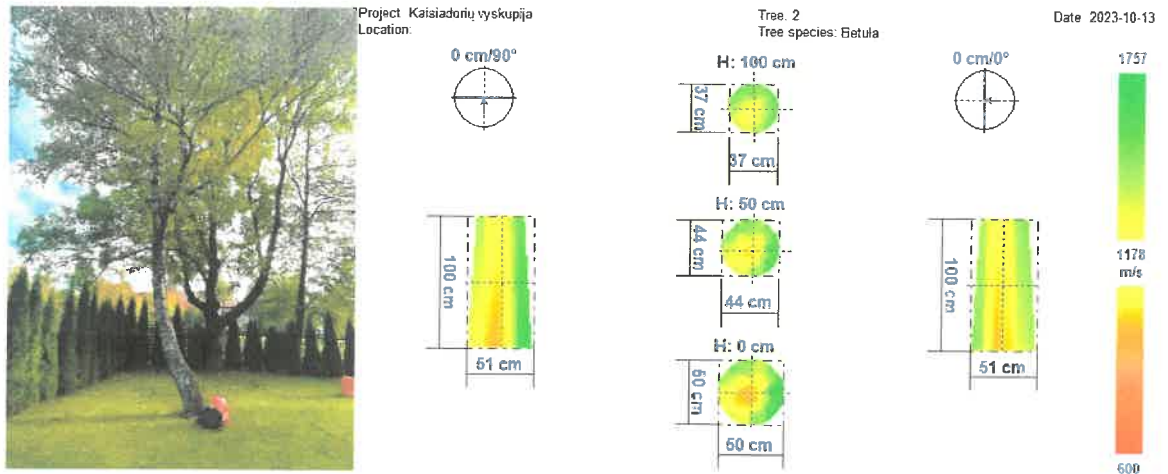 Project Kaisiadorių vyskupija
Location:
Tree. 2
Tree species: Betula
Date 2023-10-13
0 cm/90°
H: 100 cm
37 cm
37 cm
0 cm/0°
1757
H: 50 cm
44 cm
44 cm
100 cm
51 cm
100 cm
51 cm
1178
m/s
H: 0 cm
50 cm
50 cm
600